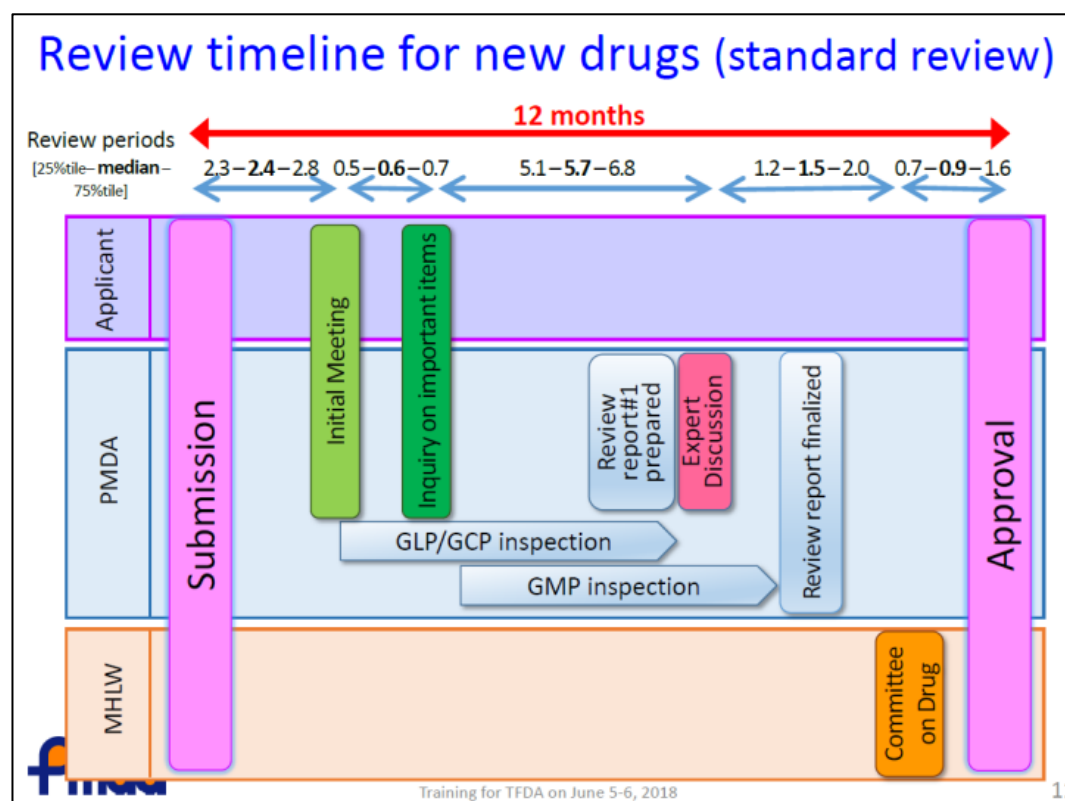 Review timeline for new drugs (standard review)
12 months
Review periods
[25%tile–median–
75%tile]
2.3–2.4–2.8
0.5–0.6–0.7
5.1–5.7–6.8
1.2–1.5–2.0
0.7–0.9–1.6
Applicant
PMDA
MHLW
Submission
Initial Meeting
Inquiry on important items
Review
report#1
prepared
Expert
Discussion
Review report finalized
Approval
GLP/GCP inspection
GMP inspection
Committee
on Drug
Training for TFDA on June 5-6, 2018